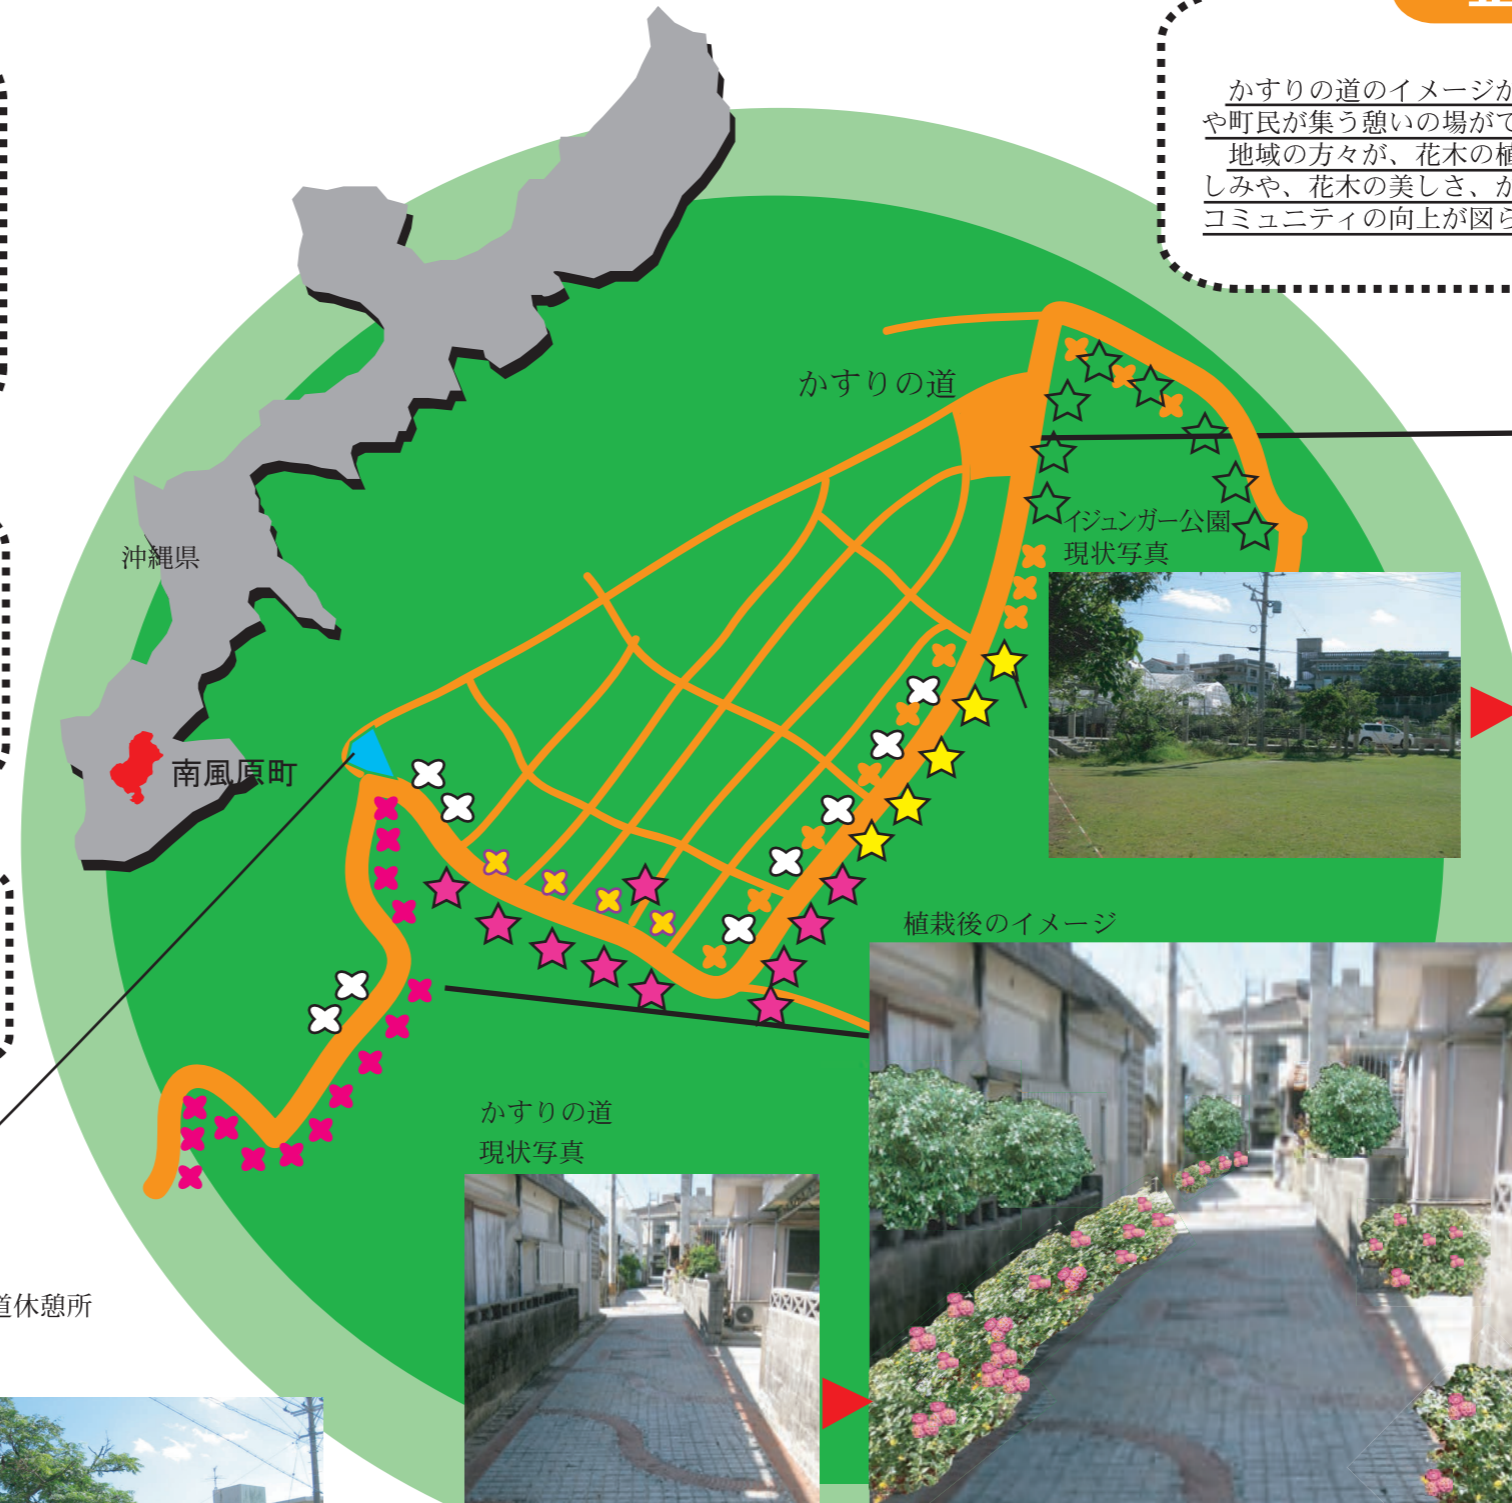 かすりの道のイメージか
や町民が集う憩いの場がで
地域の方々が、花木の植
しみや、花木の美しさ、か
コミュニティの向上が図ら
かすりの道
イジュンガー公園
現状写真
沖縄県
南風原町
植栽後のイメージ
かすりの道
現状写真
道休憩所